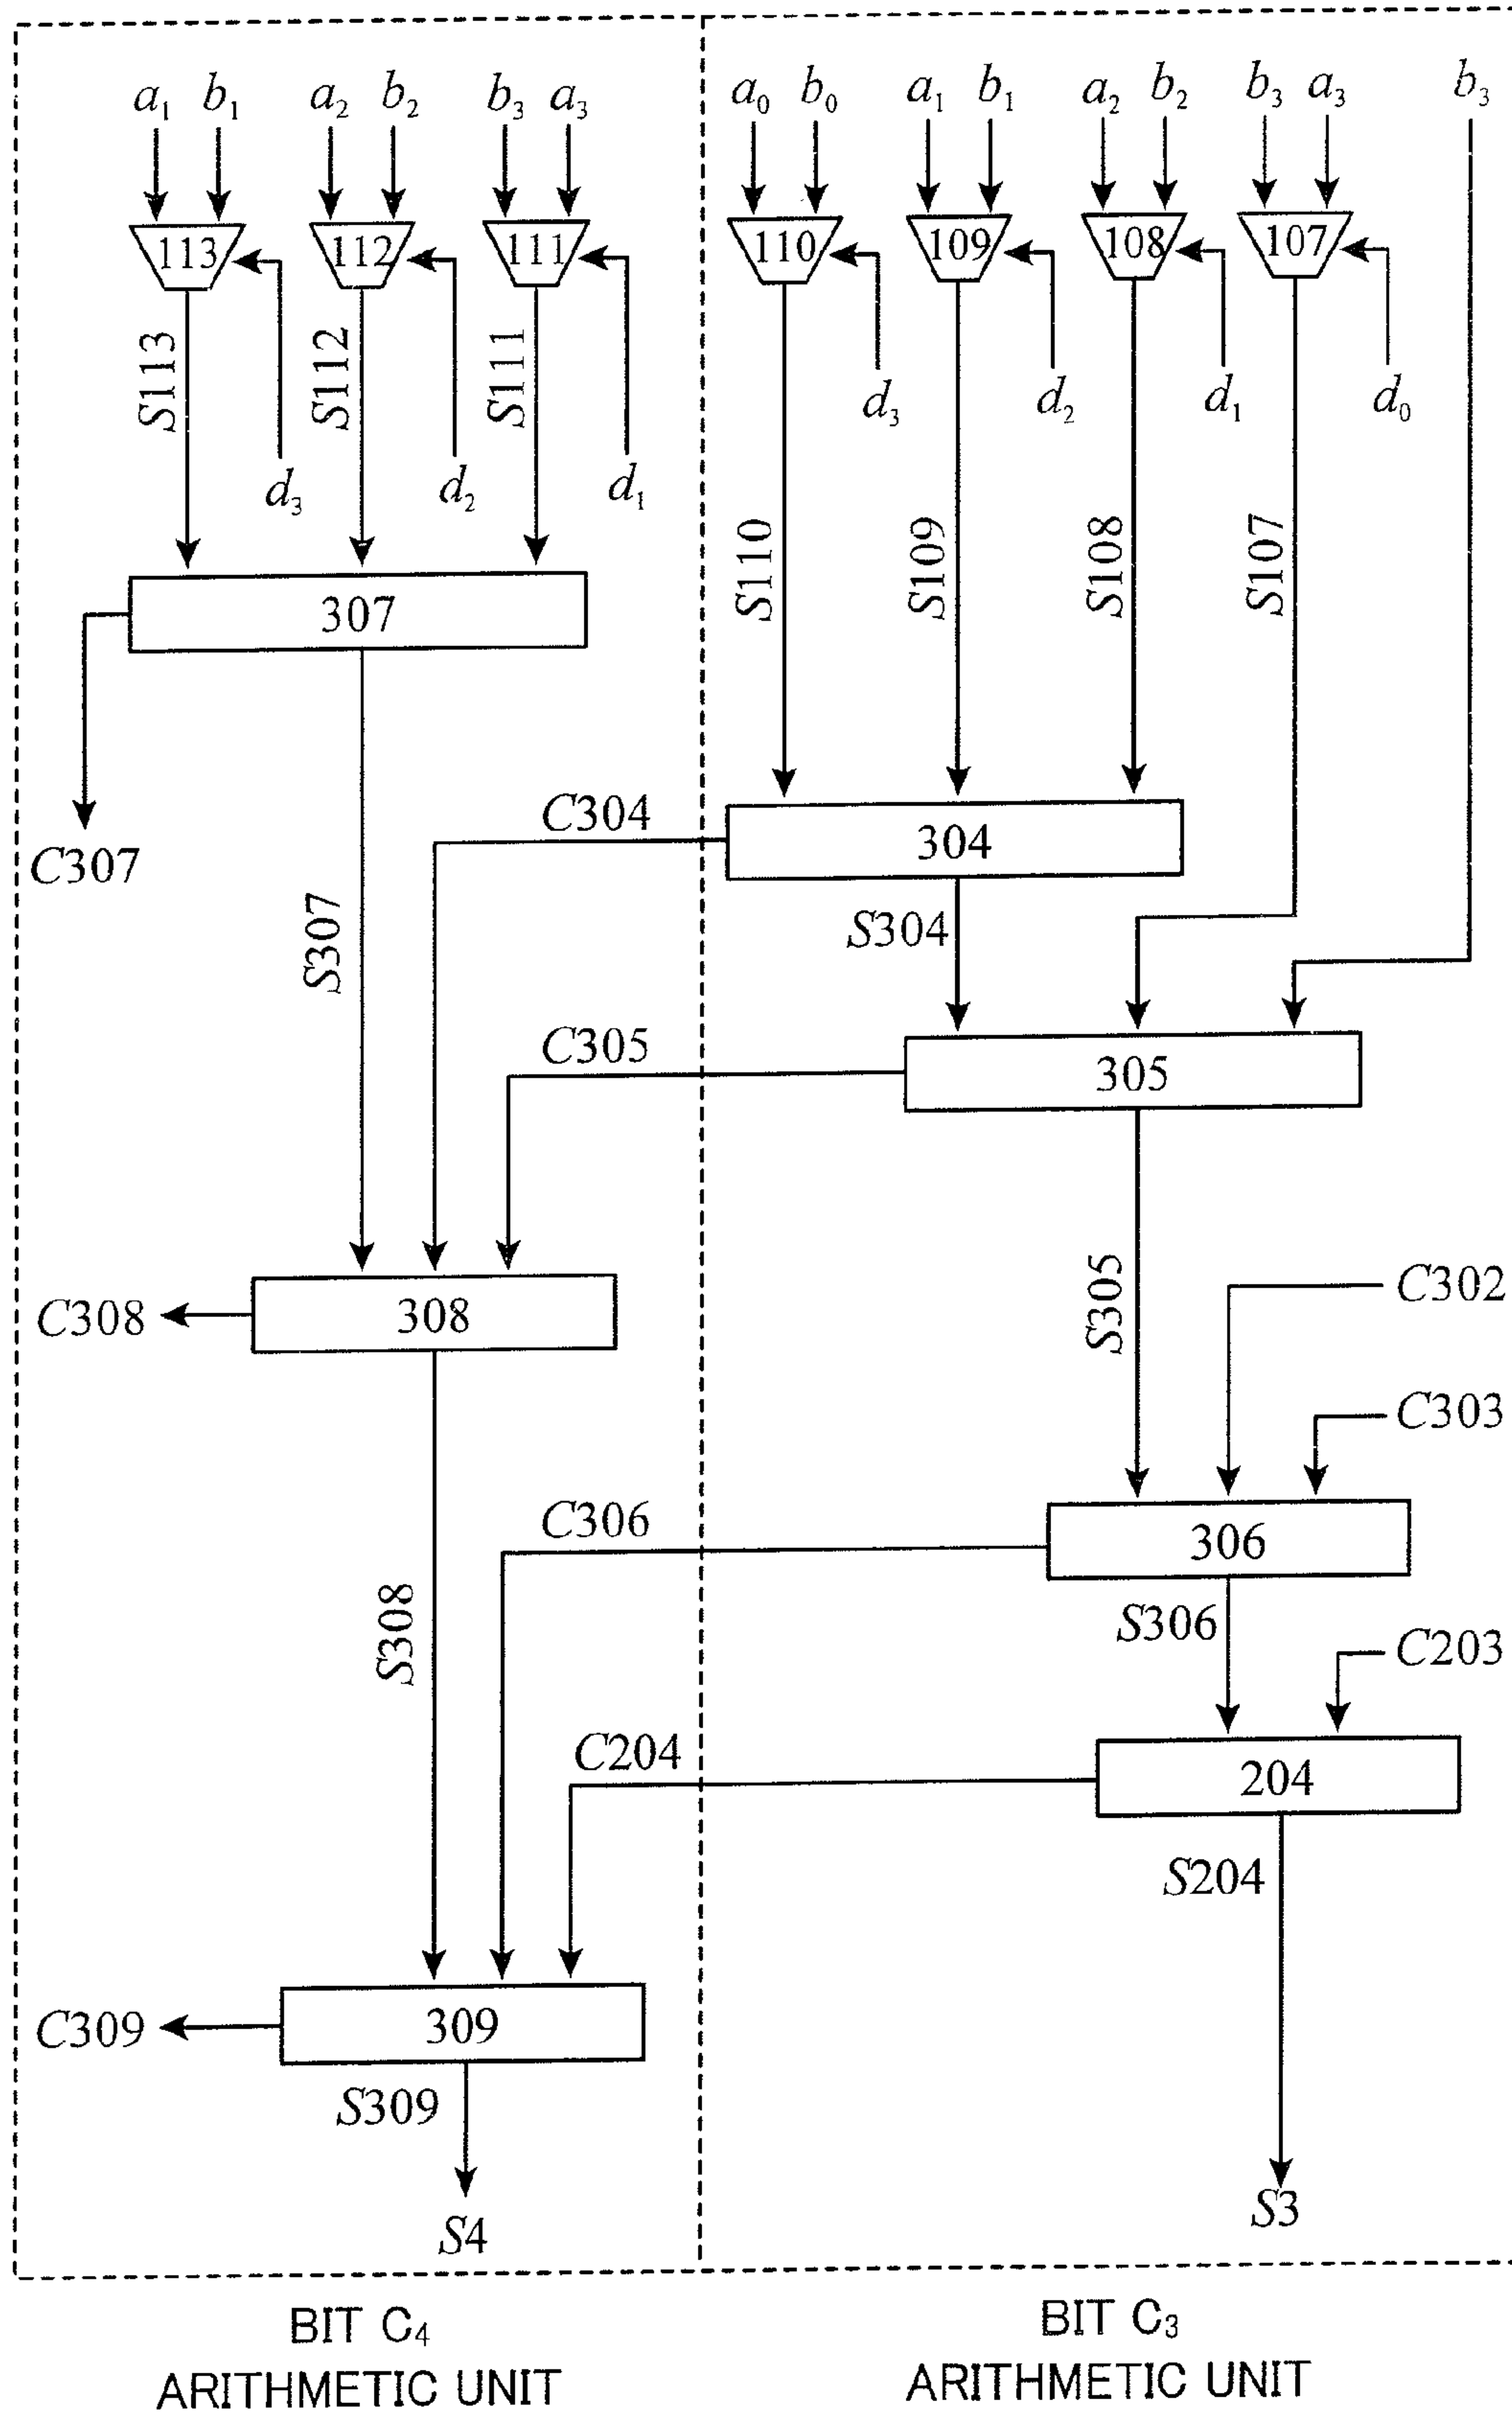 a₁ b₁ a₂ b₂ b₃ a₃ a₀ b₀ a₁ b₁ a₂ b₂ b₃ a₃ b₃
113 112 111 110 109 108 107
S113 S112 S111
d₃ d₂ d₁ d₀
d₃ d₂ d₁
S110 S109 S108 S107
307
C304
304
C307
S307
S304
C305
305
S305
C302
C308
308
C303
C306
306
S308
S306
C203
C204
204
S204
C309
309
S309
S4
S3
BIT C₄
ARITHMETIC UNIT
BIT C₃
ARITHMETIC UNIT